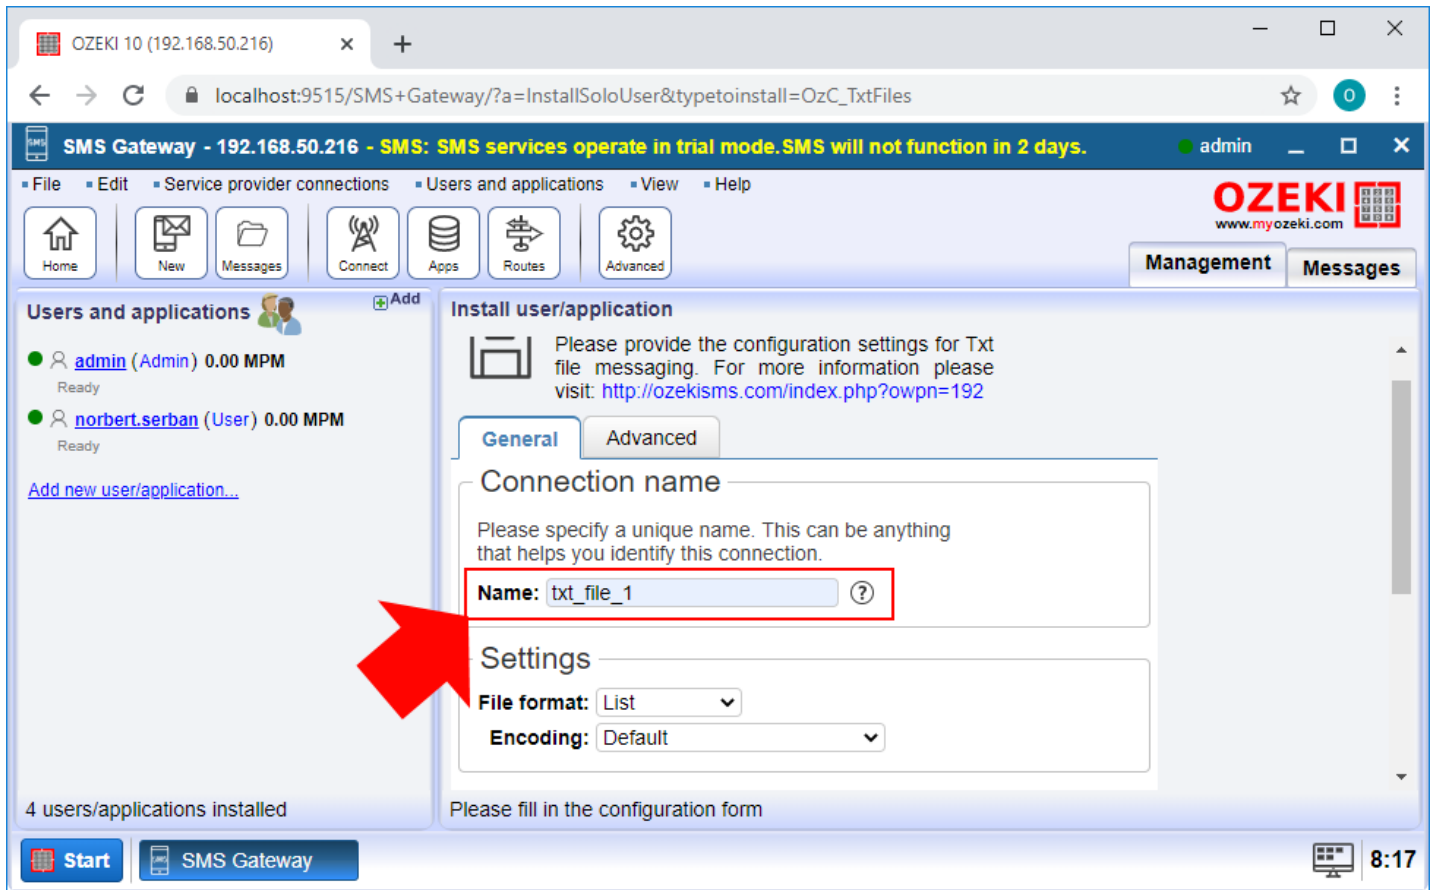 OZEKI 10 (192.168.50.216)
localhost:9515/SMS+Gateway/?a=InstallSoloUser&typetoinstall=OzC_TxtFiles
O
SMS
SMS Gateway - 192.168.50.216 - SMS: SMS services operate in trial mode.SMS will not function in 2 days.
admin
File Edit Service provider connections Users and applications View Help
OZEKI
www.myozeki.com
Home New Messages Connect Apps Routes Advanced
Management Messages
Users and applications
Add
admin (Admin) 0.00 MPM
Ready
norbert.serban (User) 0.00 MPM
Ready
Add new user/application...
4 users/applications installed
Install user/application
Please provide the configuration settings for Txt
file messaging. For more information please
visit: http://ozekisms.com/index.php?owpn=192
General Advanced
Connection name
Please specify a unique name. This can be anything
that helps you identify this connection.
Name: txt_file_1 ?
Settings
File format: List
Encoding: Default
Please fill in the configuration form
Start
SMS Gateway
8:17